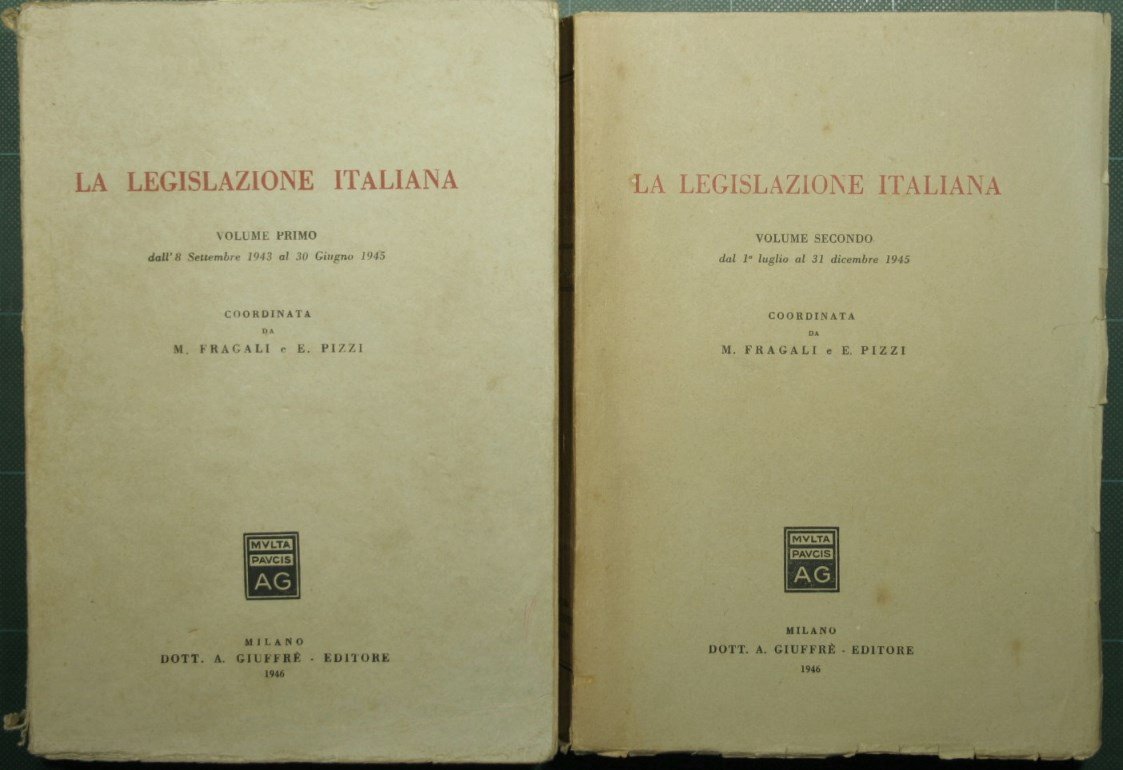 LA LEGISLAZIONE ITALIANA
VOLUME PRIMO
dall'8 Settembre 1943 al 30 Giugno 1945
COORDINATA
DA
M. FRAGALI e E. PIZZI
MVLTA
PAVCIS
AG
MILANO
DOTT. A. GIUFFRÈ - EDITORE
1946
LA LEGISLAZIONE ITALIANA
VOLUME SECONDO
dal 1º luglio al 31 dicembre 1945
COORDINATA
DA
M. FRAGALI e E. PIZZI
MVLTA
PAVCIS
AG
MILANO
DOTT. A. GIUFFRÈ - EDITORE
1946